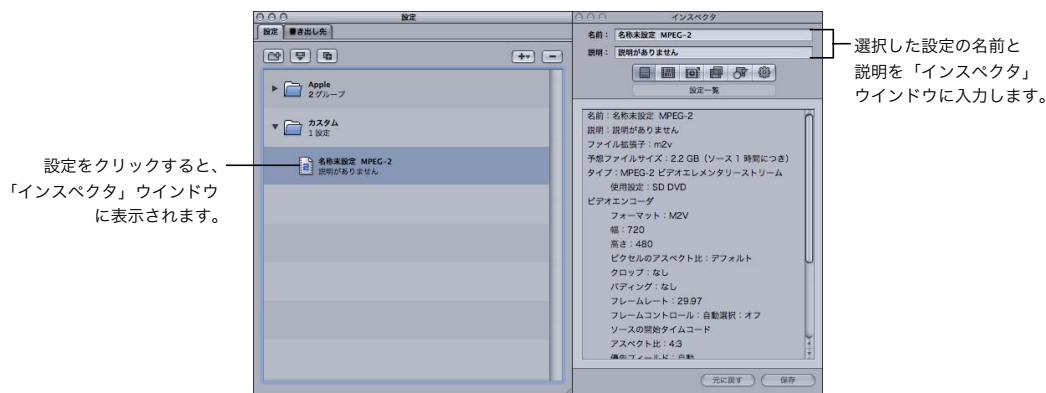 設定
設定
書き出し先
Apple
2 グループ
カスタム
1 設定
名称未設定 MPEG-2
説明がありません
設定をクリックすると、
「インスペクタ」ウインドウ
に表示されます。
インスペクタ
名前： 名称未設定 MPEG-2
説明： 説明がありません
設定一覧
名前：名称未設定 MPEG-2
説明：説明がありません
ファイル拡張子：m2v
予想ファイルサイズ：2.2 GB（ソース 1 時間につき）
タイプ：MPEG-2 ビデオエレメンタリーストリーム
使用設定：SD DVD
ビデオエンコーダ
フォーマット：M2V
幅：720
高さ：480
ピクセルのアスペクト比：デフォルト
クロップ：なし
パディング：なし
フレームレート：29.97
フレームコントロール：自動選択：オフ
ソースの開始タイムコード
アスペクト比：4:3
優先フィールド：自動
元に戻す
保存
選択した設定の名前と
説明を「インスペクタ」
ウインドウに入力します。